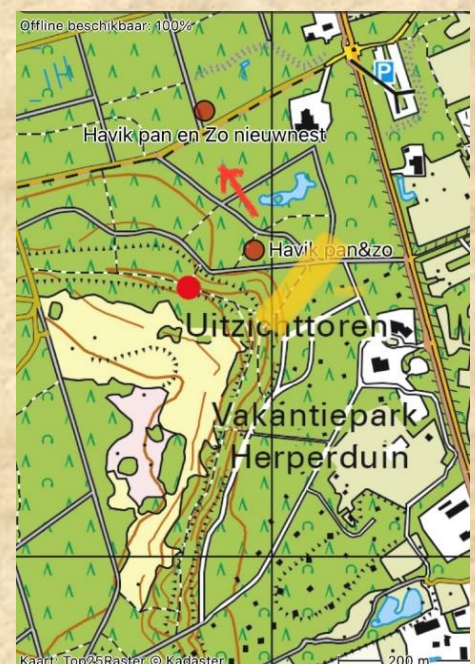 Offline beschikbaar: 100%
P
Havik pan en Zo nieuwnest
Havik pan&zo
Uitzichttoren
Vakantiepark
Herperduin
Kaart: Top25Raster © Kadaster
200 m